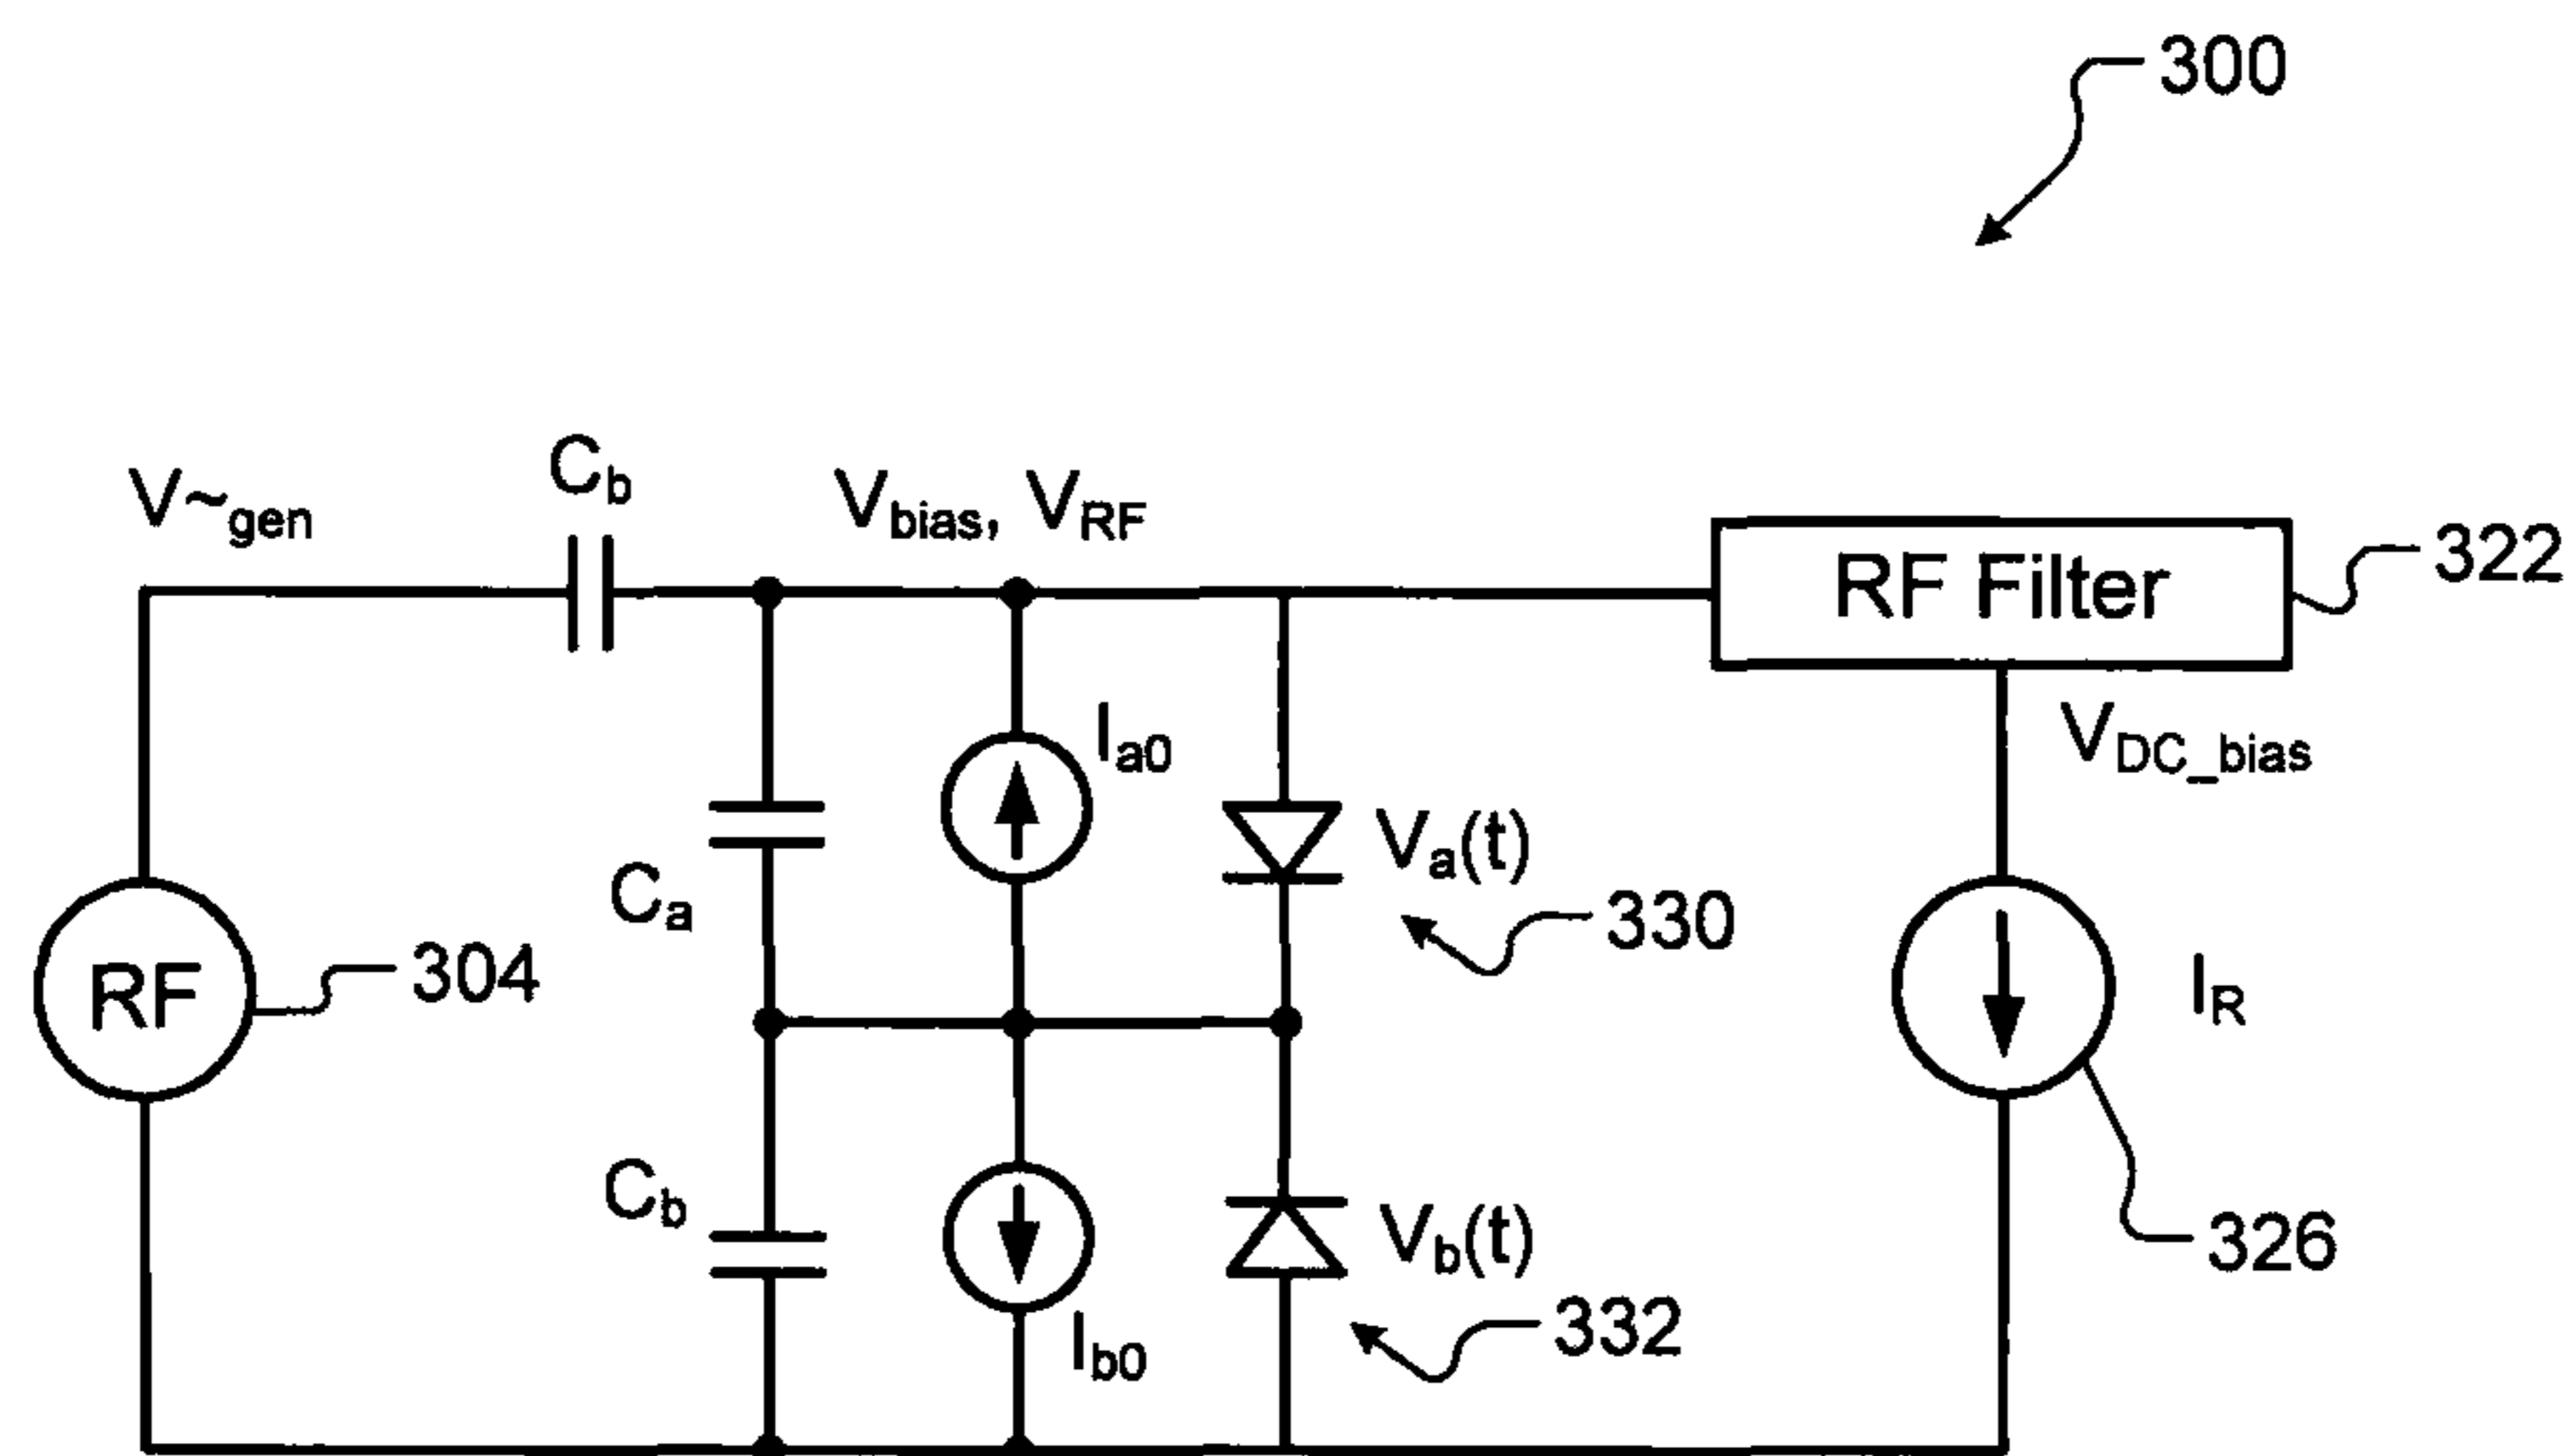 300
V~gen
Cb
Vbias, VRF
RF Filter
322
VDC_bias
Ia0
Va(t)
330
Ca
RF
304
IR
326
Cb
Ib0
Vb(t)
332